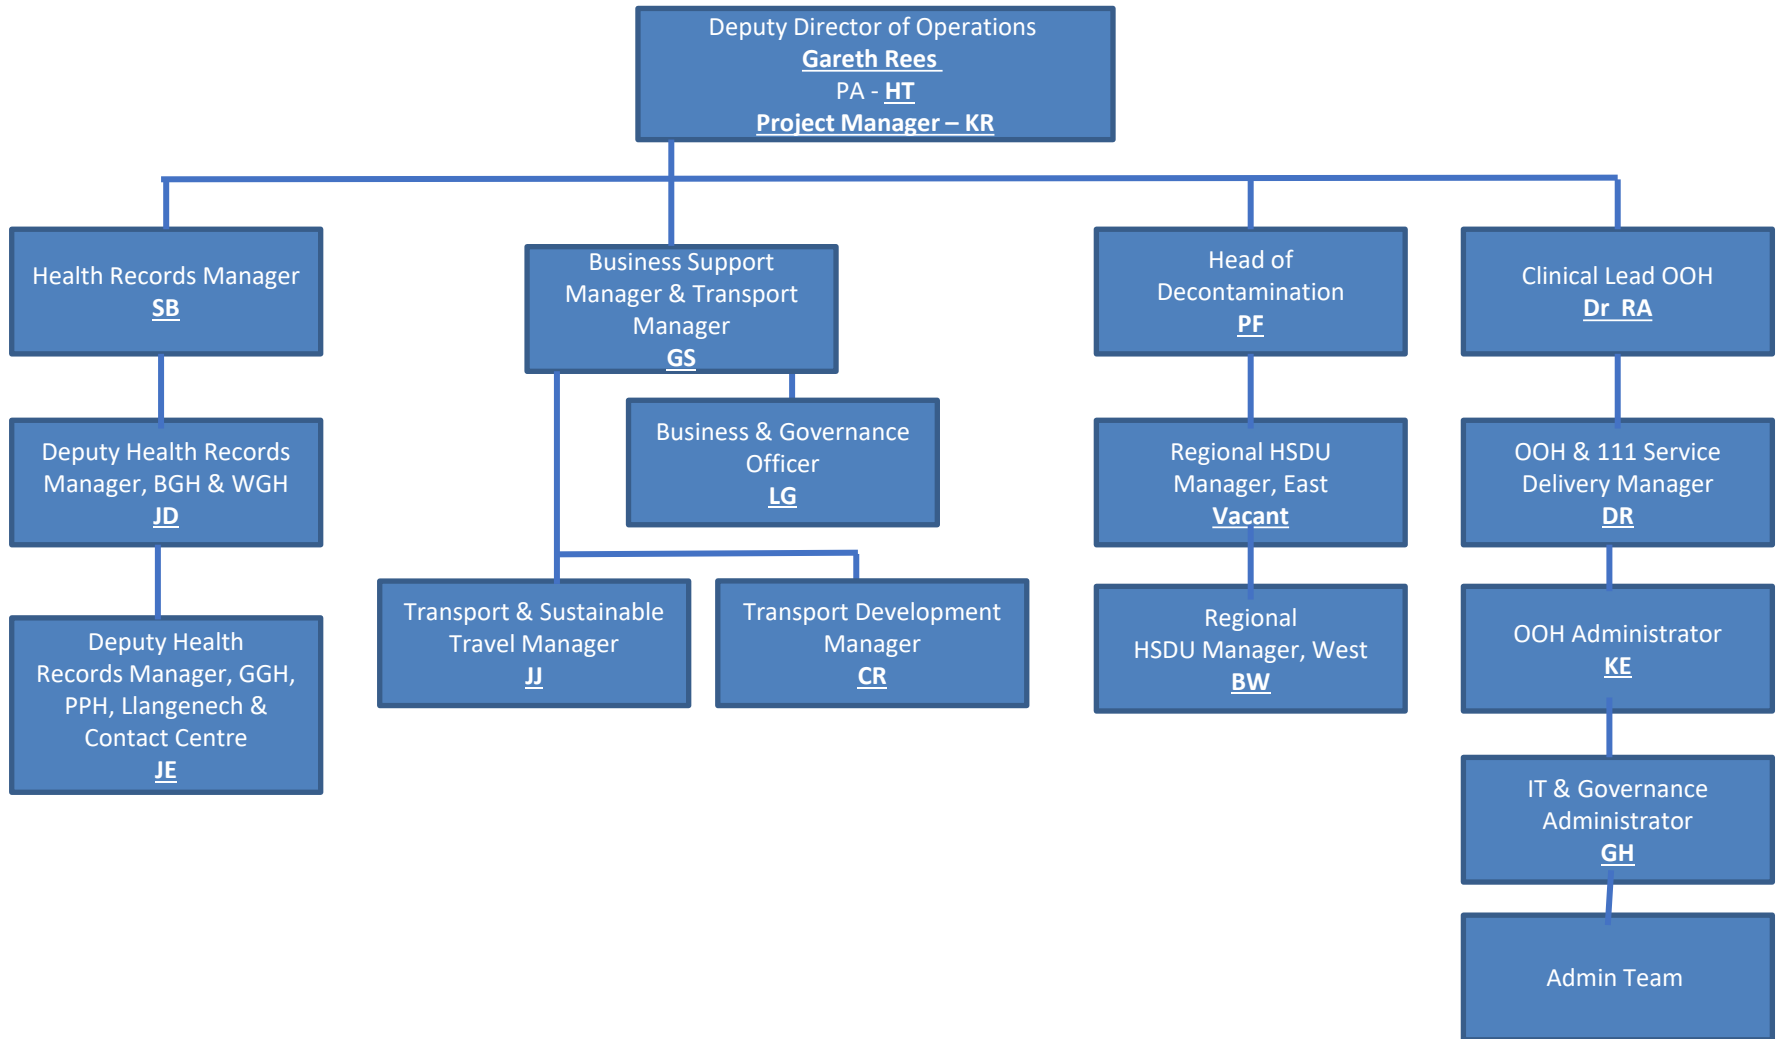 Deputy Director of Operations
Gareth Rees
PA - HT
Project Manager – KR
Health Records Manager
SB
Business Support
Manager & Transport
Manager
GS
Head of
Decontamination
PF
Clinical Lead OOH
Dr RA
Deputy Health Records
Manager, BGH & WGH
JD
Business & Governance
Officer
LG
Regional HSDU
Manager, East
Vacant
OOH & 111 Service
Delivery Manager
DR
Deputy Health
Records Manager, GGH,
PPH, Llangenech &
Contact Centre
JE
Transport & Sustainable
Travel Manager
JJ
Transport Development
Manager
CR
Regional
HSDU Manager, West
BW
OOH Administrator
KE
IT & Governance
Administrator
GH
Admin Team